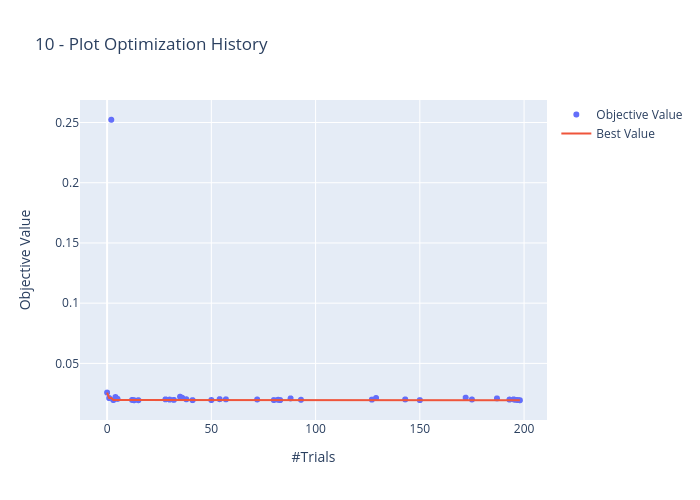 10 - Plot Optimization History
Objective Value
Best Value
0.25
0.2
0.15
0.1
0.05
Objective Value
0
50
100
150
200
#Trials